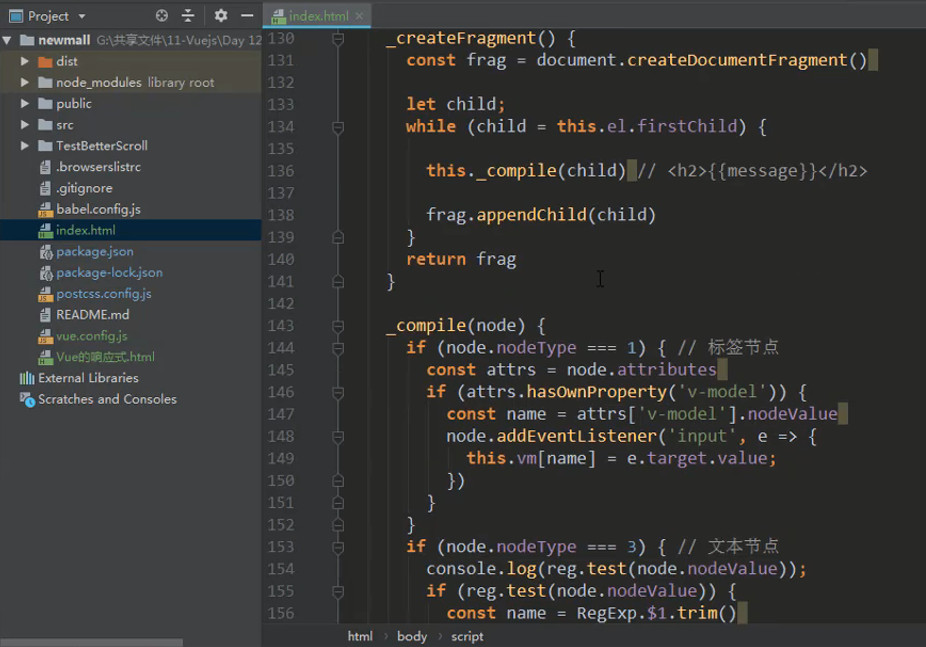 Project
index.html
newmall G:\共享文件\11-Vuejs\Day 12
dist
node_modules library root
public
src
TestBetterScroll
.browserslistrc
.gitignore
babel.config.js
index.html
package.json
package-lock.json
postcss.config.js
README.md
vue.config.js
Vue的响应式.html
External Libraries
Scratches and Consoles
130 _createFragment() {
131 const frag = document.createDocumentFragment()
132
133 let child;
134 while (child = this.el.firstChild) {
135
136 this._compile(child) // <h2>{{message}}</h2>
137
138 frag.appendChild(child)
139 }
140 return frag
141 }
142
143 _compile(node) {
144 if (node.nodeType === 1) { // 标签节点
145 const attrs = node.attributes
146 if (attrs.hasOwnProperty('v-model')) {
147 const name = attrs['v-model'].nodeValue
148 node.addEventListener('input', e => {
149 this.vm[name] = e.target.value;
150 })
151 }
152 }
153 if (node.nodeType === 3) { // 文本节点
154 console.log(reg.test(node.nodeValue));
155 if (reg.test(node.nodeValue)) {
156 const name = RegExp.$1.trim()
html › body › script